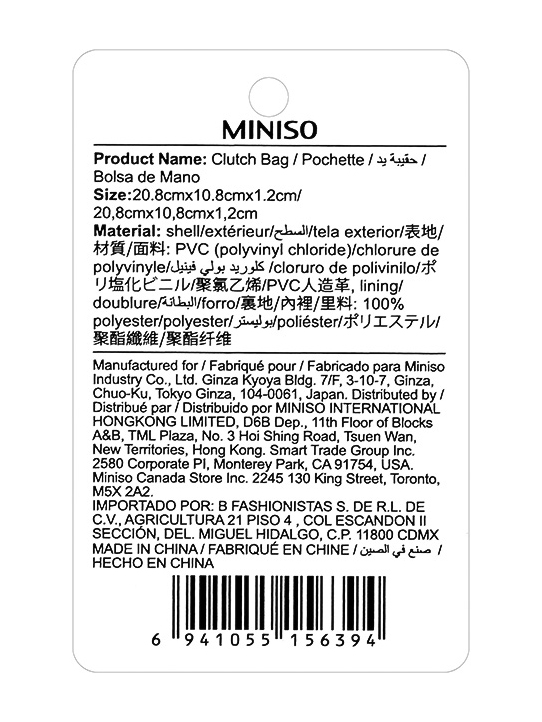 MINISO
Product Name: Clutch Bag / Pochette / حقيبة يد /
Bolsa de Mano
Size:20.8cmx10.8cmx1.2cm/
20,8cmx10,8cmx1,2cm
Material: shell/extérieur/السطح/tela exterior/表地/
材質/面料: PVC (polyvinyl chloride)/chlorure de
polyvinyle/كلوريد بولي فينيل /cloruro de polivinilo/ポ
リ塩化ビニル/聚氯乙烯/PVC人造革, lining/
doublure/البطانة/forro/裏地/內裡/里料: 100%
polyester/polyester/بوليستر/poliéster/ポリエステル/
聚酯纖維/聚酯纤维
Manufactured for / Fabriqué pour / Fabricado para Miniso
Industry Co., Ltd. Ginza Kyoya Bldg. 7/F, 3-10-7, Ginza,
Chuo-Ku, Tokyo Ginza, 104-0061, Japan. Distributed by /
Distribué par / Distribuido por MINISO INTERNATIONAL
HONGKONG LIMITED, D6B Dep., 11th Floor of Blocks
A&B, TML Plaza, No. 3 Hoi Shing Road, Tsuen Wan,
New Territories, Hong Kong. Smart Trade Group Inc.
2580 Corporate Pl, Monterey Park, CA 91754, USA.
Miniso Canada Store Inc. 2245 130 King Street, Toronto,
M5X 2A2.
IMPORTADO POR: B FASHIONISTAS S. DE R.L. DE
C.V., AGRICULTURA 21 PISO 4 , COL ESCANDON II
SECCIÓN, DEL. MIGUEL HIDALGO, C.P. 11800 CDMX
MADE IN CHINA / FABRIQUÉ EN CHINE / صنع في الصين /
HECHO EN CHINA
6 941055 156394